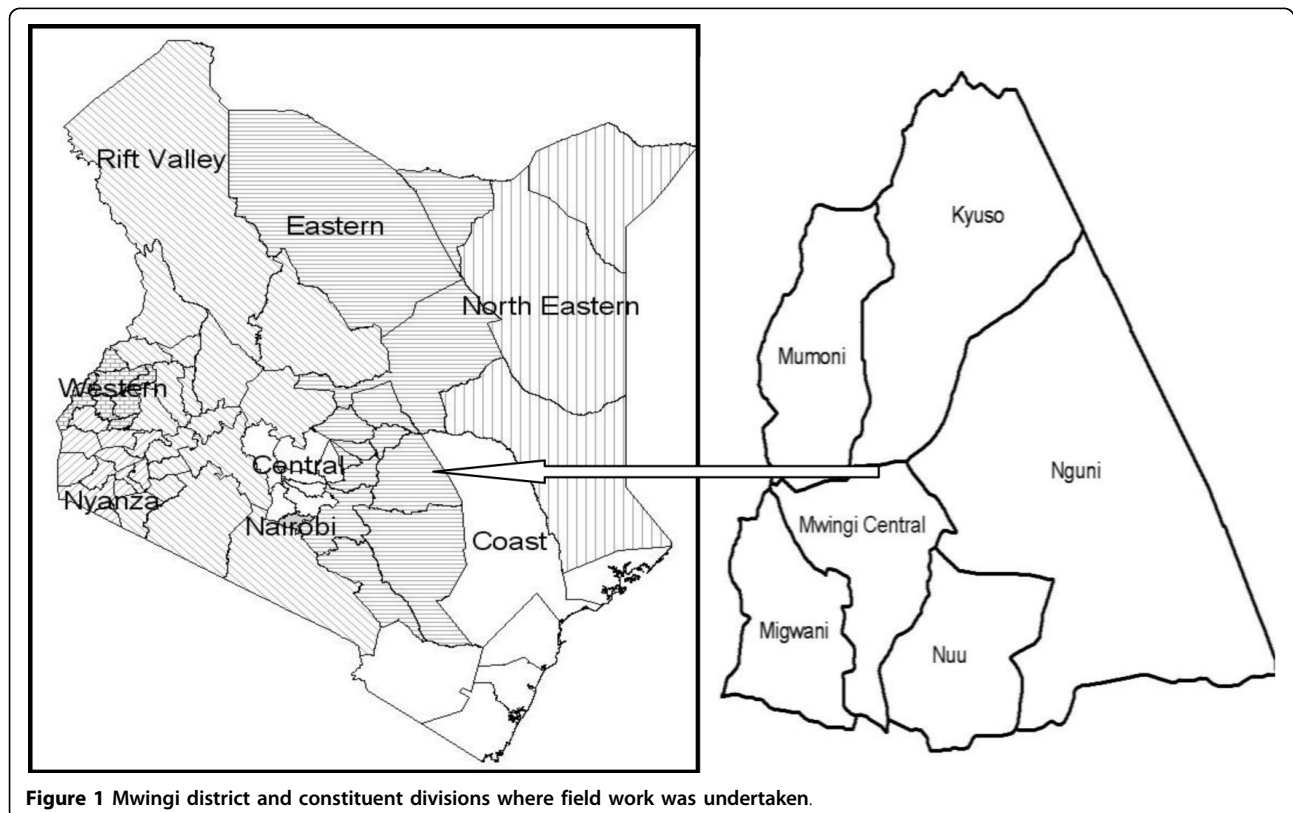 Rift Valley
Eastern
North Eastern
Western
Central
Nyanza
Nairobi
Coast
Kyuso
Mumoni
Nguni
Mwingi Central
Migwani
Nuu
Figure 1 Mwingi district and constituent divisions where field work was undertaken.